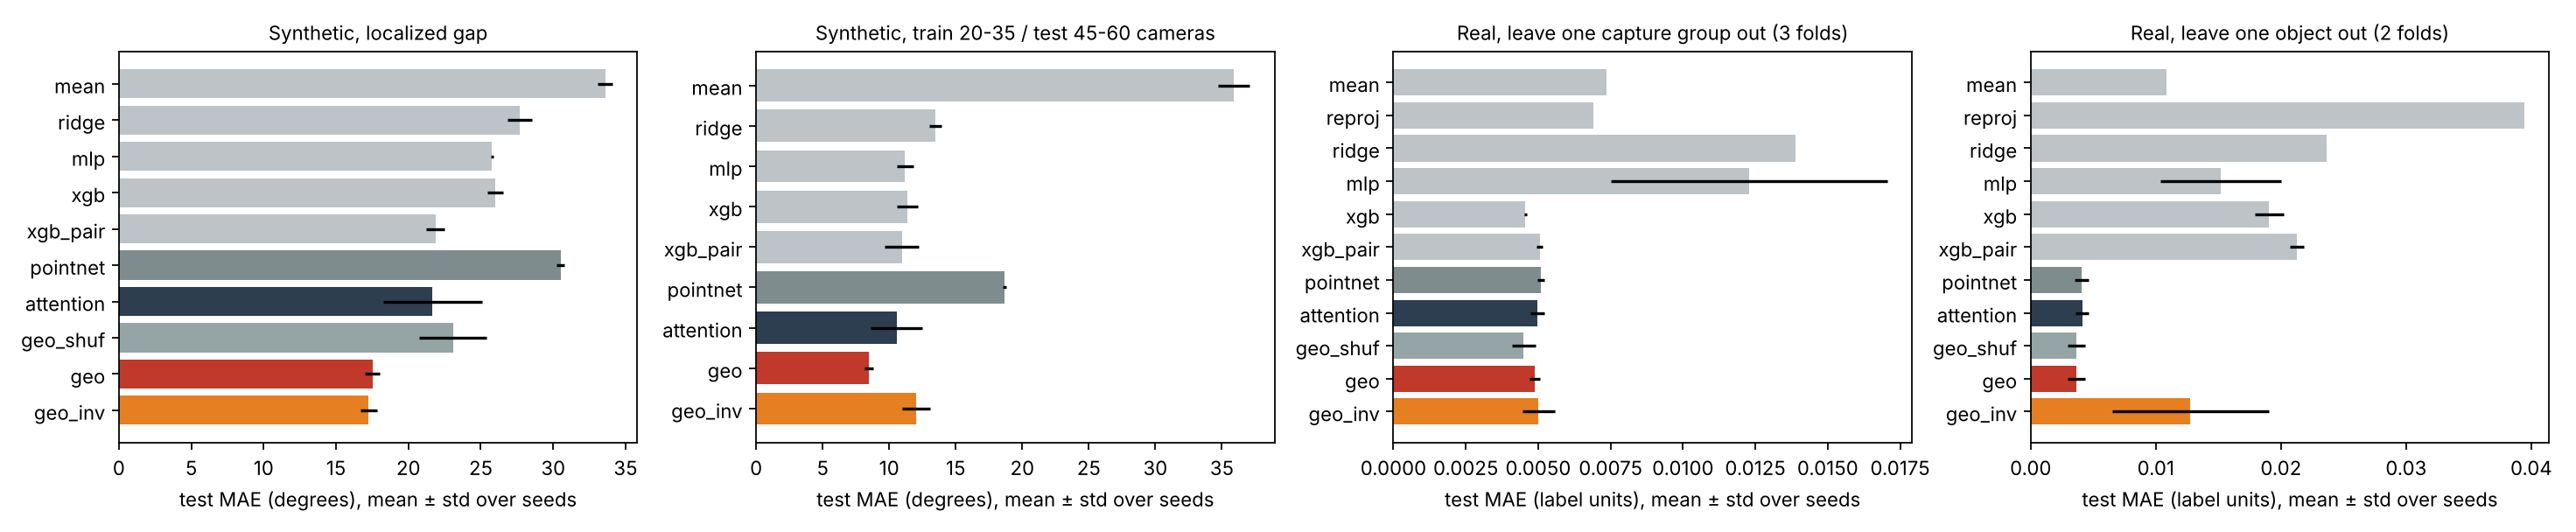 Synthetic, localized gap
mean
ridge
mlp
xgb
xgb_pair
pointnet
attention
geo_shuf
geo
geo_inv
0 5 10 15 20 25 30 35
test MAE (degrees), mean ± std over seeds
Synthetic, train 20-35 / test 45-60 cameras
mean
ridge
mlp
xgb
xgb_pair
pointnet
attention
geo
geo_inv
0 5 10 15 20 25 30 35
test MAE (degrees), mean ± std over seeds
Real, leave one capture group out (3 folds)
mean
reproj
ridge
mlp
xgb
xgb_pair
pointnet
attention
geo_shuf
geo
geo_inv
0.0000 0.0025 0.0050 0.0075 0.0100 0.0125 0.0150 0.0175
test MAE (label units), mean ± std over seeds
Real, leave one object out (2 folds)
mean
reproj
ridge
mlp
xgb
xgb_pair
pointnet
attention
geo_shuf
geo
geo_inv
0.00 0.01 0.02 0.03 0.04
test MAE (label units), mean ± std over seeds